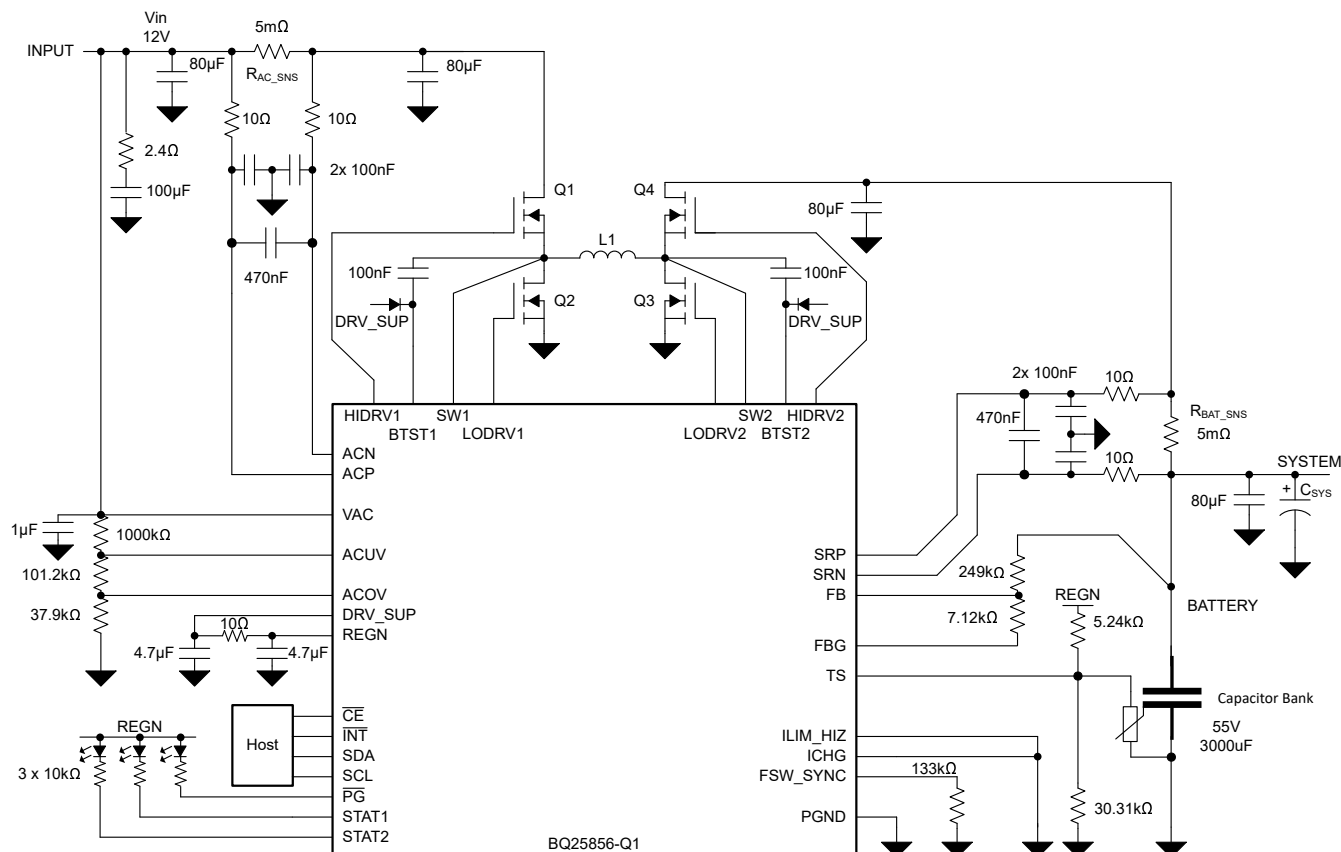 Vin
12V
INPUT
5mΩ
R_AC_SNS
80µF
80µF
10Ω
10Ω
2.4Ω
100µF
2x 100nF
470nF
Q1
Q4
80µF
L1
100nF
100nF
Q2
Q3
DRV_SUP
DRV_SUP
HIDRV1
BTST1
SW1
LODRV1
LODRV2
SW2
BTST2
HIDRV2
2x 100nF
10Ω
470nF
R_BAT_SNS
5mΩ
10Ω
SYSTEM
80µF
+
C_SYS
ACN
ACP
1µF
VAC
1000kΩ
ACUV
101.2kΩ
ACOV
37.9kΩ
DRV_SUP
10Ω
REGN
4.7µF
4.7µF
SRP
SRN
249kΩ
FB
7.12kΩ
FBG
REGN
5.24kΩ
BATTERY
TS
Capacitor Bank
55V
3000uF
REGN
3 x 10kΩ
Host
CE
INT
SDA
SCL
PG
STAT1
STAT2
ILIM_HIZ
ICHG
FSW_SYNC
133kΩ
PGND
30.31kΩ
BQ25856-Q1